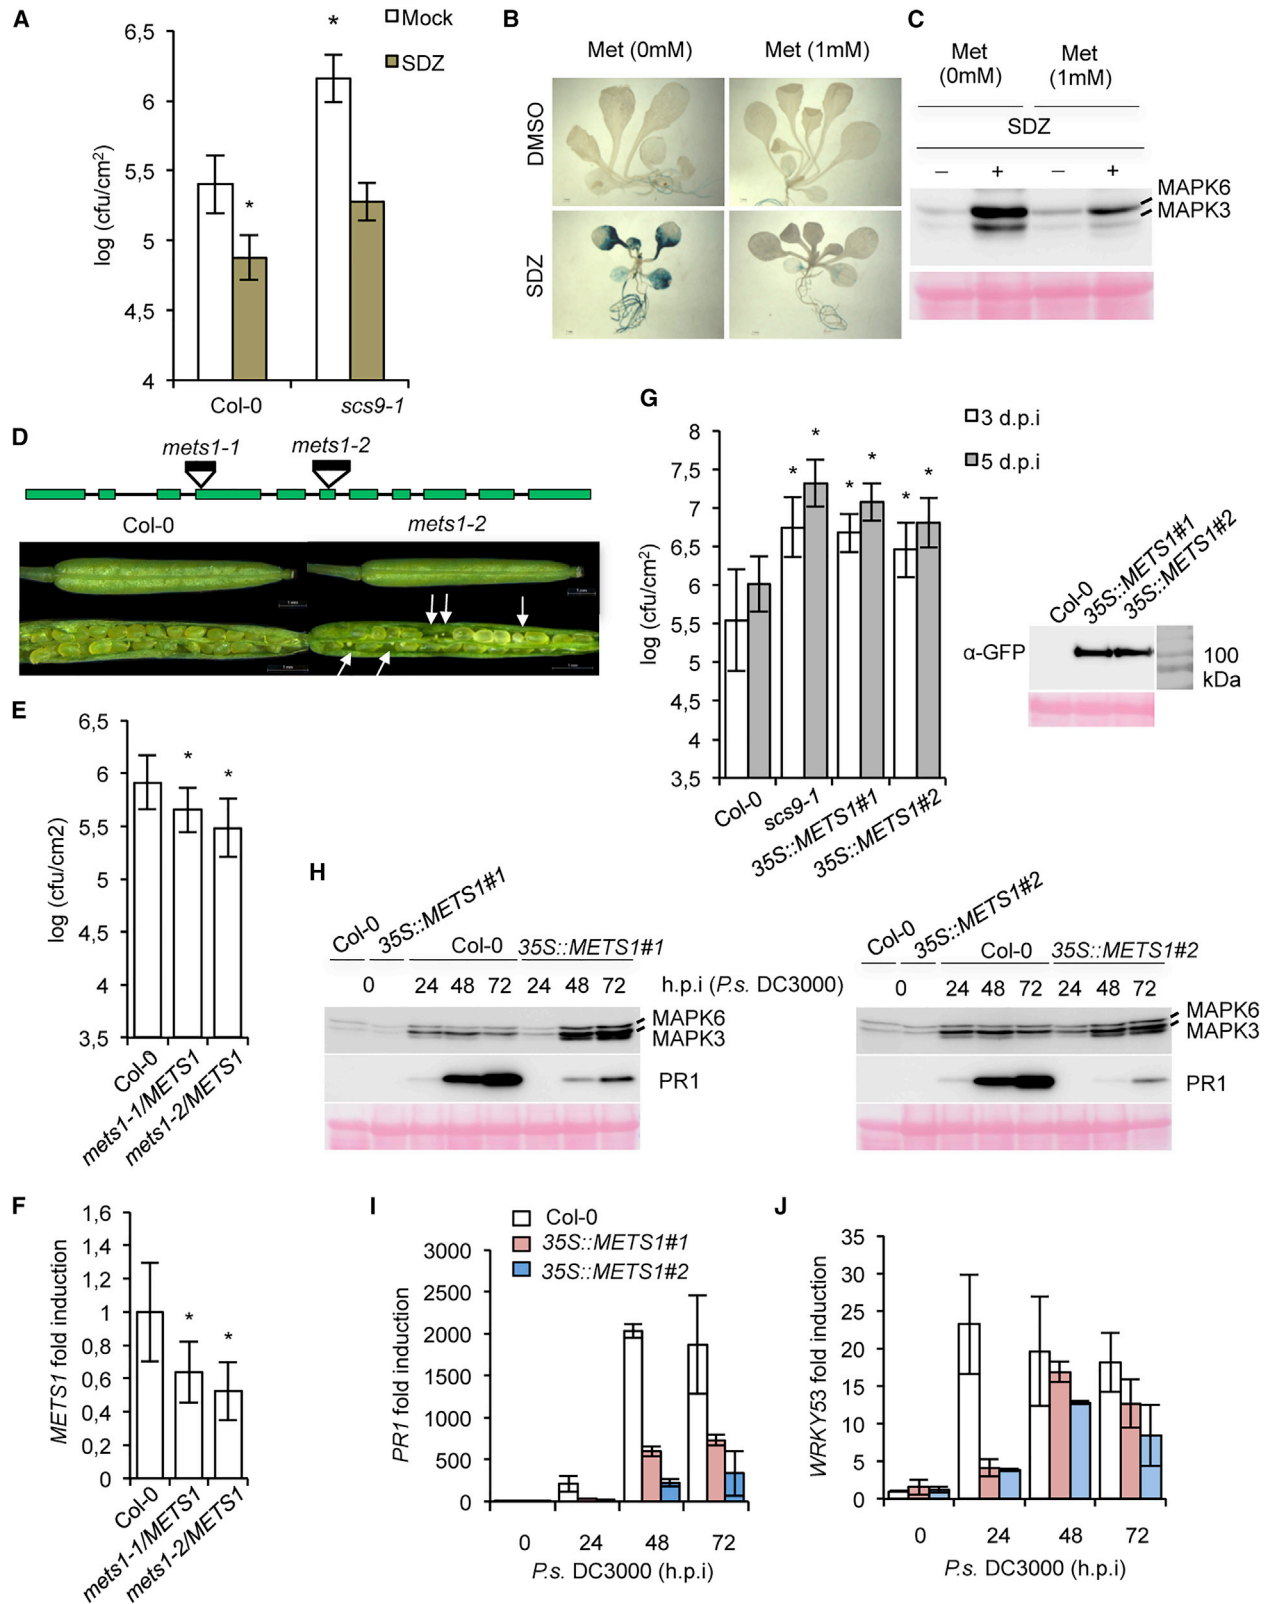 A
6,5
6
5,5
5
4,5
4
log (cfu/cm2)
*
*
Mock
SDZ
Col-0
scs9-1
B
Met (0mM)
Met (1mM)
DMSO
SDZ
C
Met
(0mM)
Met
(1mM)
SDZ
– + – +
MAPK6
MAPK3
D
mets1-1
mets1-2
Col-0
mets1-2
1 mm
1 mm
1 mm
1 mm
E
6,5
6
5,5
5
4,5
4
3,5
log (cfu/cm2)
*
*
Col-0
mets1-1/METS1
mets1-2/METS1
F
1,6
1,4
1,2
1
0,8
0,6
0,4
0,2
0
METS1 fold induction
*
*
Col-0
mets1-1/METS1
mets1-2/METS1
G
8
7,5
7
6,5
6
5,5
5
4,5
4
3,5
log (cfu/cm2)
3 d.p.i
5 d.p.i
* * * * * *
Col-0
scs9-1
35S::METS1#1
35S::METS1#2
Col-0
35S::METS1#1
35S::METS1#2
α-GFP
100
kDa
H
Col-0
35S::METS1#1
Col-0
35S::METS1#1
0 24 48 72 24 48 72
h.p.i (P.s. DC3000)
MAPK6
MAPK3
PR1
Col-0
35S::METS1#2
Col-0
35S::METS1#2
0 24 48 72 24 48 72
MAPK6
MAPK3
PR1
I
Col-0
35S::METS1#1
35S::METS1#2
3000
2500
2000
1500
1000
500
0
PR1 fold induction
0 24 48 72
P.s. DC3000 (h.p.i)
J
35
30
25
20
15
10
5
0
WRKY53 fold induction
0 24 48 72
P.s. DC3000 (h.p.i)